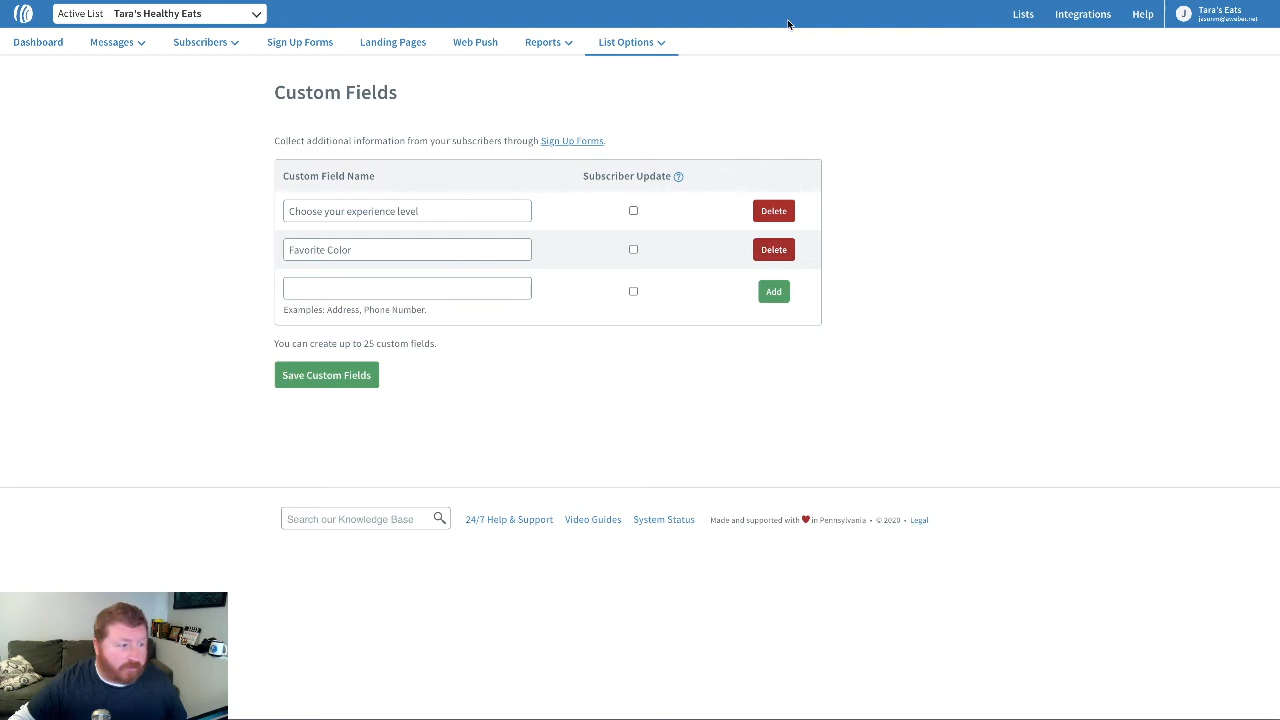 Active List Tara's Healthy Eats Lists Integrations Help J Tara's Eats
jasonm@aweber.net
Dashboard Messages Subscribers Sign Up Forms Landing Pages Web Push Reports List Options
Custom Fields
Collect additional information from your subscribers through Sign Up Forms.
Custom Field Name Subscriber Update ?
Choose your experience level Delete
Favorite Color Delete
Add
Examples: Address, Phone Number.
You can create up to 25 custom fields.
Save Custom Fields
Search our Knowledge Base 24/7 Help & Support Video Guides System Status Made and supported with in Pennsylvania • © 2020 • Legal